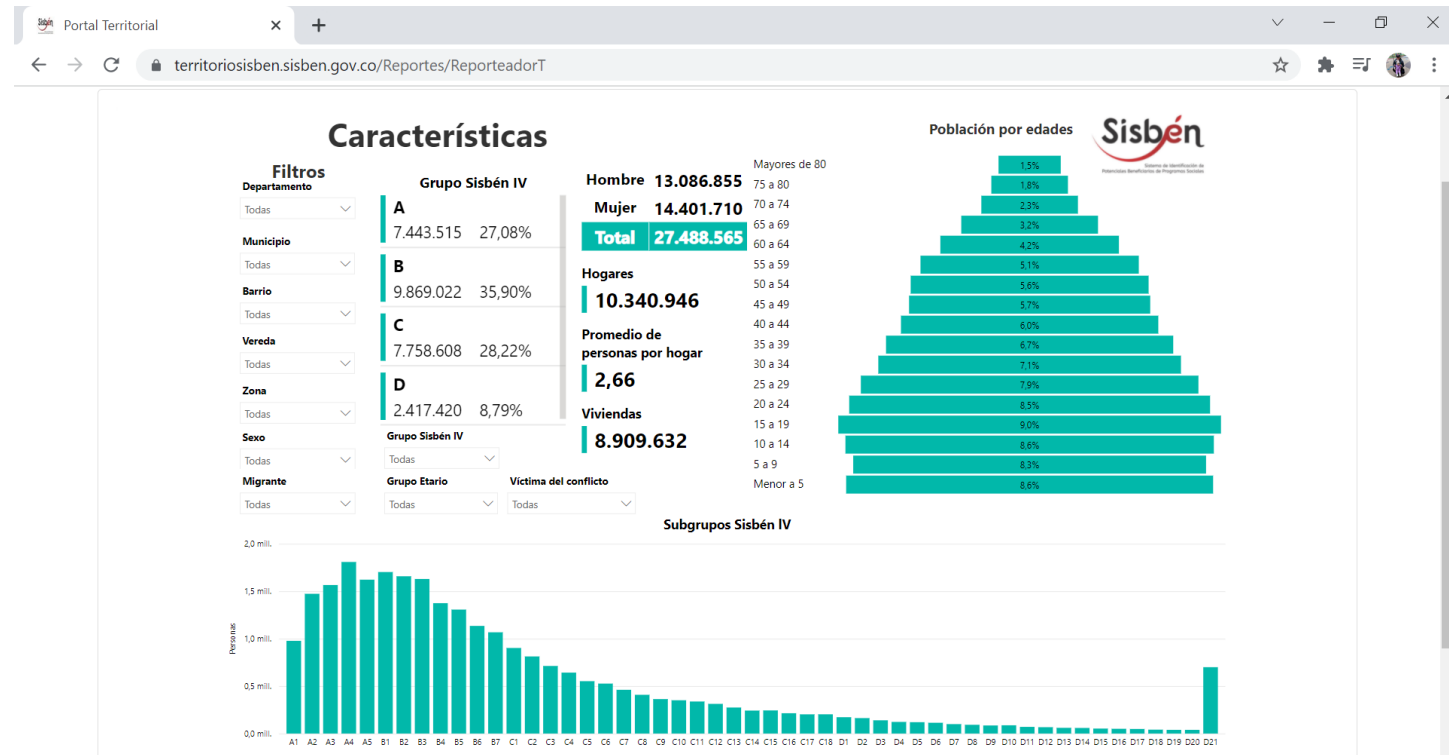 Portal Territorial
territoriosisben.sisben.gov.co/Reportes/ReporteadorT
Características
Filtros
Departamento
Todas
Municipio
Todas
Barrio
Todas
Vereda
Todas
Zona
Todas
Sexo
Todas
Migrante
Todas
Grupo Sisbén IV
A
7.443.515 27,08%
B
9.869.022 35,90%
C
7.758.608 28,22%
D
2.417.420 8,79%
Grupo Sisbén IV
Todas
Grupo Etario
Todas
Víctima del conflicto
Todas
Hombre 13.086.855
Mujer 14.401.710
Total 27.488.565
Hogares
10.340.946
Promedio de
personas por hogar
2,66
Viviendas
8.909.632
Población por edades
Sisbén
Sistema de Identificación de
Potenciales Beneficiarios de Programas Sociales
Mayores de 80 1,5%
75 a 80 1,8%
70 a 74 2,3%
65 a 69 3,2%
60 a 64 4,2%
55 a 59 5,1%
50 a 54 5,6%
45 a 49 5,7%
40 a 44 6,0%
35 a 39 6,7%
30 a 34 7,1%
25 a 29 7,9%
20 a 24 8,5%
15 a 19 9,0%
10 a 14 8,6%
5 a 9 8,3%
Menor a 5 8,6%
Subgrupos Sisbén IV
Personas
2,0 mill.
1,5 mill.
1,0 mill.
0,5 mill.
0,0 mill.
A1 A2 A3 A4 A5 B1 B2 B3 B4 B5 B6 B7 C1 C2 C3 C4 C5 C6 C7 C8 C9 C10 C11 C12 C13 C14 C15 C16 C17 C18 D1 D2 D3 D4 D5 D6 D7 D8 D9 D10 D11 D12 D13 D14 D15 D16 D17 D18 D19 D20 D21